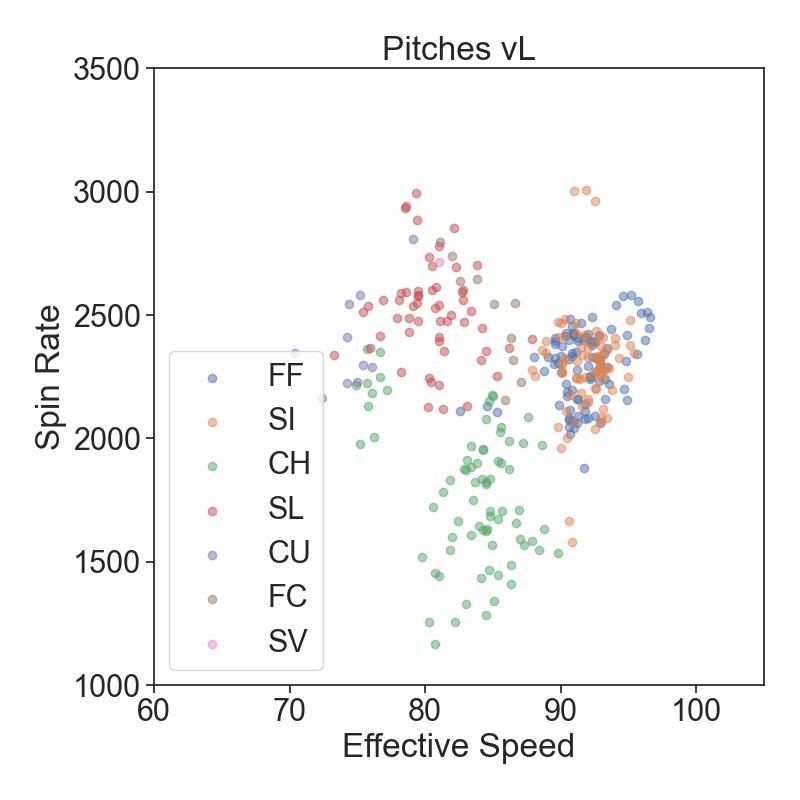 Pitches vL
3500
3000
2500
2000
1500
1000
Spin Rate
FF
SI
CH
SL
CU
FC
SV
60 70 80 90 100
Effective Speed